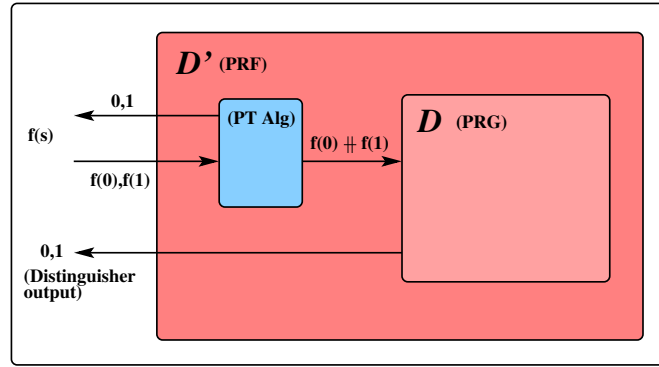 D’ (PRF)
0,1
(PT Alg)
D (PRG)
f(s)
f(0) ⧺ f(1)
f(0),f(1)
0,1
(Distinguisher
output)